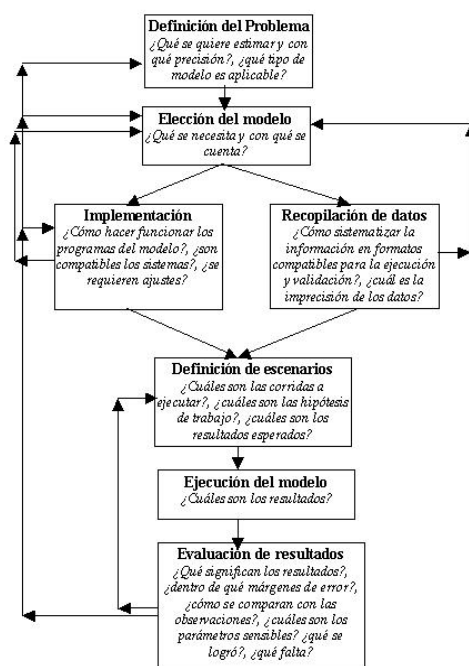 Definición del Problema
¿Qué se quiere estimar y con
qué precisión?, ¿qué tipo de
modelo es aplicable?
Elección del modelo
¿Qué se necesita y con qué se
cuenta?
Implementación
¿Cómo hacer funcionar los
programas del modelo?, ¿son
compatibles los sistemas?, ¿se
requieren ajustes?
Recopilación de datos
¿Cómo sistematizar la
información en formatos
compatibles para la ejecución
y validación?, ¿cuál es la
imprecisión de los datos?
Definición de escenarios
¿Cuáles son las corridas a
ejecutar?, ¿cuáles son las hipótesis
de trabajo?, ¿cuáles son los
resultados esperados?
Ejecución del modelo
¿Cuáles son los resultados?
Evaluación de resultados
¿Qué significan los resultados?,
¿dentro de qué márgenes de error?,
¿cómo se comparan con las
observaciones?, ¿cuáles son los
parámetros sensibles? ¿qué se
logró?, ¿qué falta?